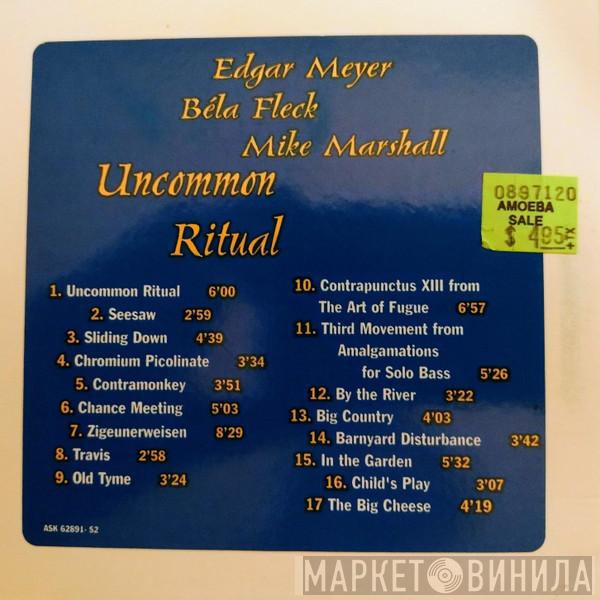 Edgar Meyer
Béla Fleck
Mike Marshall
Uncommon
Ritual
0897120
AMOEBA
SALE
$ 4.95 +TX
1. Uncommon Ritual 6'00
2. Seesaw 2'59
3. Sliding Down 4'39
4. Chromium Picolinate 3'34
5. Contramonkey 3'51
6. Chance Meeting 5'03
7. Zigeunerweisen 8'29
8. Travis 2'58
9. Old Tyme 3'24
10. Contrapunctus XIII from
The Art of Fugue 6'57
11. Third Movement from
Amalgamations
for Solo Bass 5'26
12. By the River 3'22
13. Big Country 4'03
14. Barnyard Disturbance 3'42
15. In the Garden 5'32
16. Child's Play 3'07
17 The Big Cheese 4'19
ASK 62891- S2
МАРКЕТ ВИНИЛА